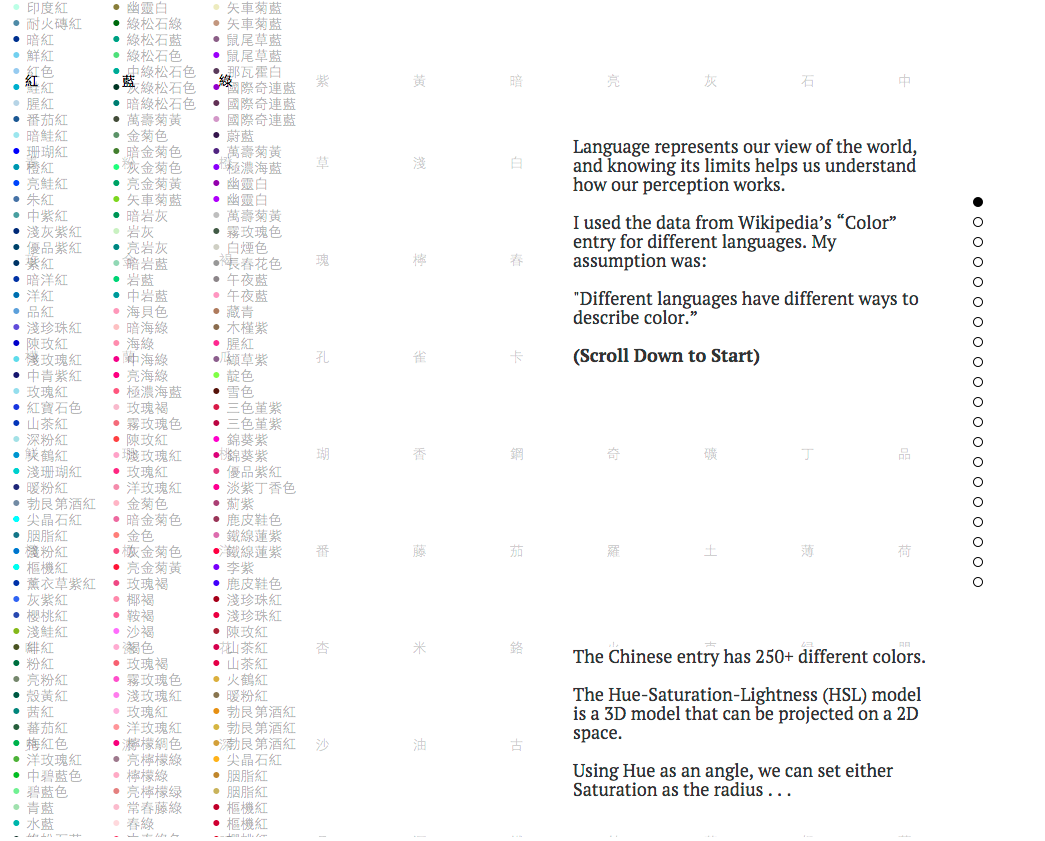 印度紅
耐火磚紅
暗紅
鮮紅
紅色
鮭紅
腥紅
番茄紅
暗鮭紅
珊瑚紅
橙紅
亮鮭紅
朱紅
中紫紅
淺灰紫紅
優品紫紅
紫紅
暗洋紅
洋紅
品紅
淺珍珠紅
陳玫紅
淺玫瑰紅
中青紫紅
玫瑰紅
紅寶石色
山茶紅
深粉紅
火鶴紅
淺珊瑚紅
暖粉紅
勃艮第酒紅
尖晶石紅
胭脂紅
淺粉紅
樞機紅
薰衣草紫紅
灰紫紅
櫻桃紅
淺鮭紅
緋紅
粉紅
亮粉紅
殼黃紅
茜紅
蕃茄紅
梅紅色
洋玫瑰紅
中碧藍色
碧藍色
青藍
水藍
幽靈白
綠松石綠
綠松石藍
綠松石色
中綠松石色
灰綠松石色
暗綠松石色
萬壽菊黃
金菊色
暗金菊色
灰金菊色
亮金菊黃
矢車菊藍
暗岩灰
岩灰
亮岩灰
暗岩藍
岩藍
中岩藍
海貝色
暗海綠
海綠
中海綠
亮海綠
極濃海藍
玫瑰褐
霧玫瑰色
陳玫紅
淺玫瑰紅
玫瑰紅
洋玫瑰紅
金菊色
暗金菊色
金色
灰金菊色
亮金菊黃
玫瑰褐
椰褐
鞍褐
沙褐
褐色
玫瑰褐
霧玫瑰色
淺玫瑰紅
玫瑰紅
洋玫瑰紅
檸檬綢色
亮檸檬綠
檸檬綠
亮檸檬绿
常春藤綠
春綠
矢車菊藍
矢車菊藍
鼠尾草藍
鼠尾草藍
那瓦霍白
國際奇連藍
國際奇連藍
國際奇連藍
蔚藍
萬壽菊黃
極濃海藍
幽靈白
幽靈白
萬壽菊黃
霧玫瑰色
白煙色
長春花色
午夜藍
午夜藍
藏青
木槿紫
腥紅
纈草紫
靛色
雪色
三色堇紫
三色堇紫
錦葵紫
錦葵紫
優品紫紅
淡紫丁香色
薊紫
鹿皮鞋色
鐵線蓮紫
鐵線蓮紫
李紫
鹿皮鞋色
淺珍珠紅
淺珍珠紅
陳玫紅
山茶紅
山茶紅
火鶴紅
暖粉紅
勃艮第酒紅
勃艮第酒紅
勃艮第酒紅
尖晶石紅
胭脂紅
胭脂紅
樞機紅
樞機紅
紅 藍 綠 紫 黃 暗 亮 灰 石 中
草 淺 白
瑰 檸 春
孔 雀 卡
瑚 香 鋼 奇 礦 丁 品
番 藤 茄 羅 土 薄 荷
杏 米 鉻
沙 油 古
Language represents our view of the world,
and knowing its limits helps us understand
how our perception works.
I used the data from Wikipedia’s “Color”
entry for different languages. My
assumption was:
"Different languages have different ways to
describe color.”
(Scroll Down to Start)
The Chinese entry has 250+ different colors.
The Hue-Saturation-Lightness (HSL) model
is a 3D model that can be projected on a 2D
space.
Using Hue as an angle, we can set either
Saturation as the radius . . .